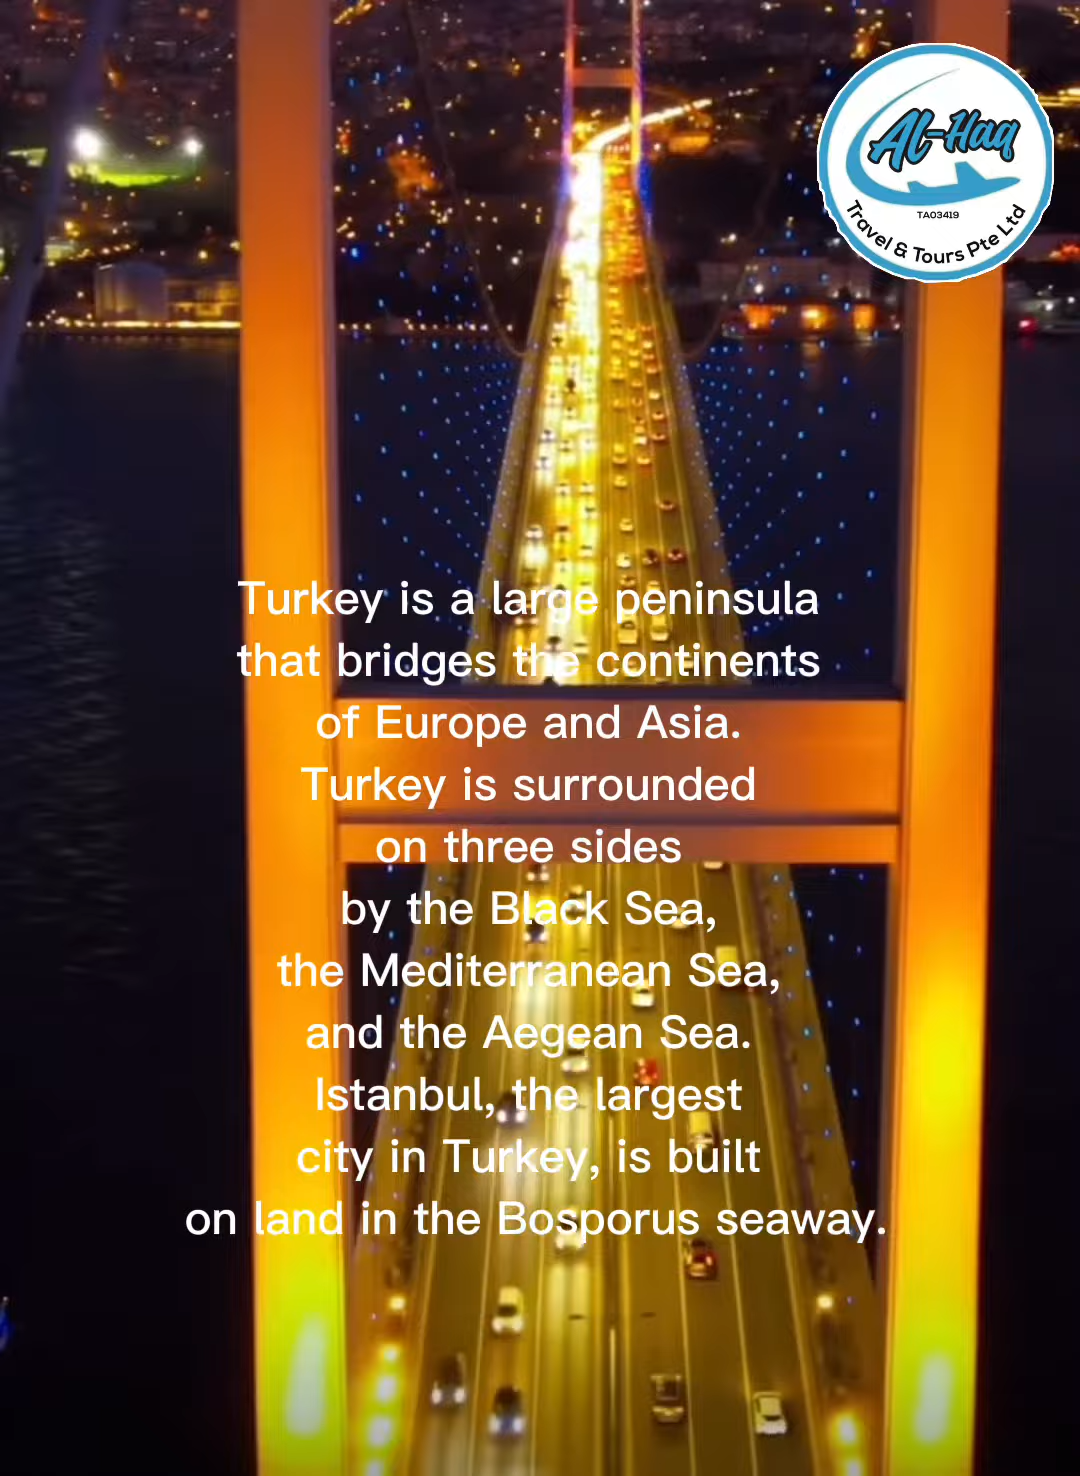 Al-Haq
TA03419
Travel & Tours Pte Ltd
Turkey is a large peninsula
that bridges the continents
of Europe and Asia.
Turkey is surrounded
on three sides
by the Black Sea,
the Mediterranean Sea,
and the Aegean Sea.
Istanbul, the largest
city in Turkey, is built
on land in the Bosporus seaway.